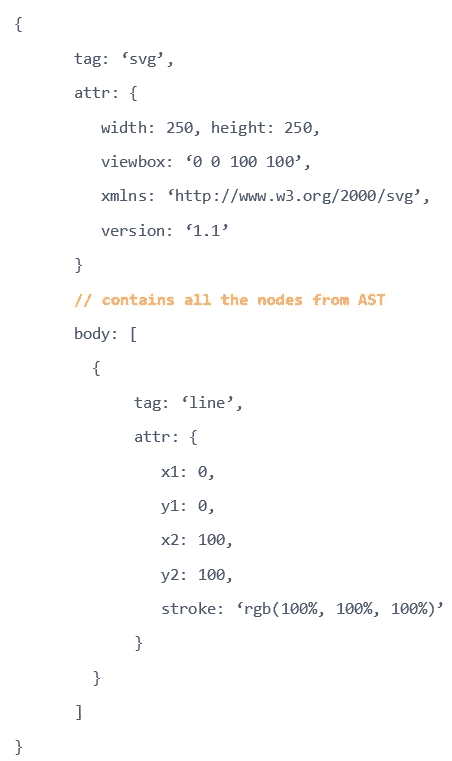 {
tag: ‘svg’,
attr: {
width: 250, height: 250,
viewbox: ‘0 0 100 100’,
xmlns: ‘http://www.w3.org/2000/svg’,
version: ‘1.1’
}
// contains all the nodes from AST
body: [
{
tag: ‘line’,
attr: {
x1: 0,
y1: 0,
x2: 100,
y2: 100,
stroke: ‘rgb(100%, 100%, 100%)’
}
}
]
}